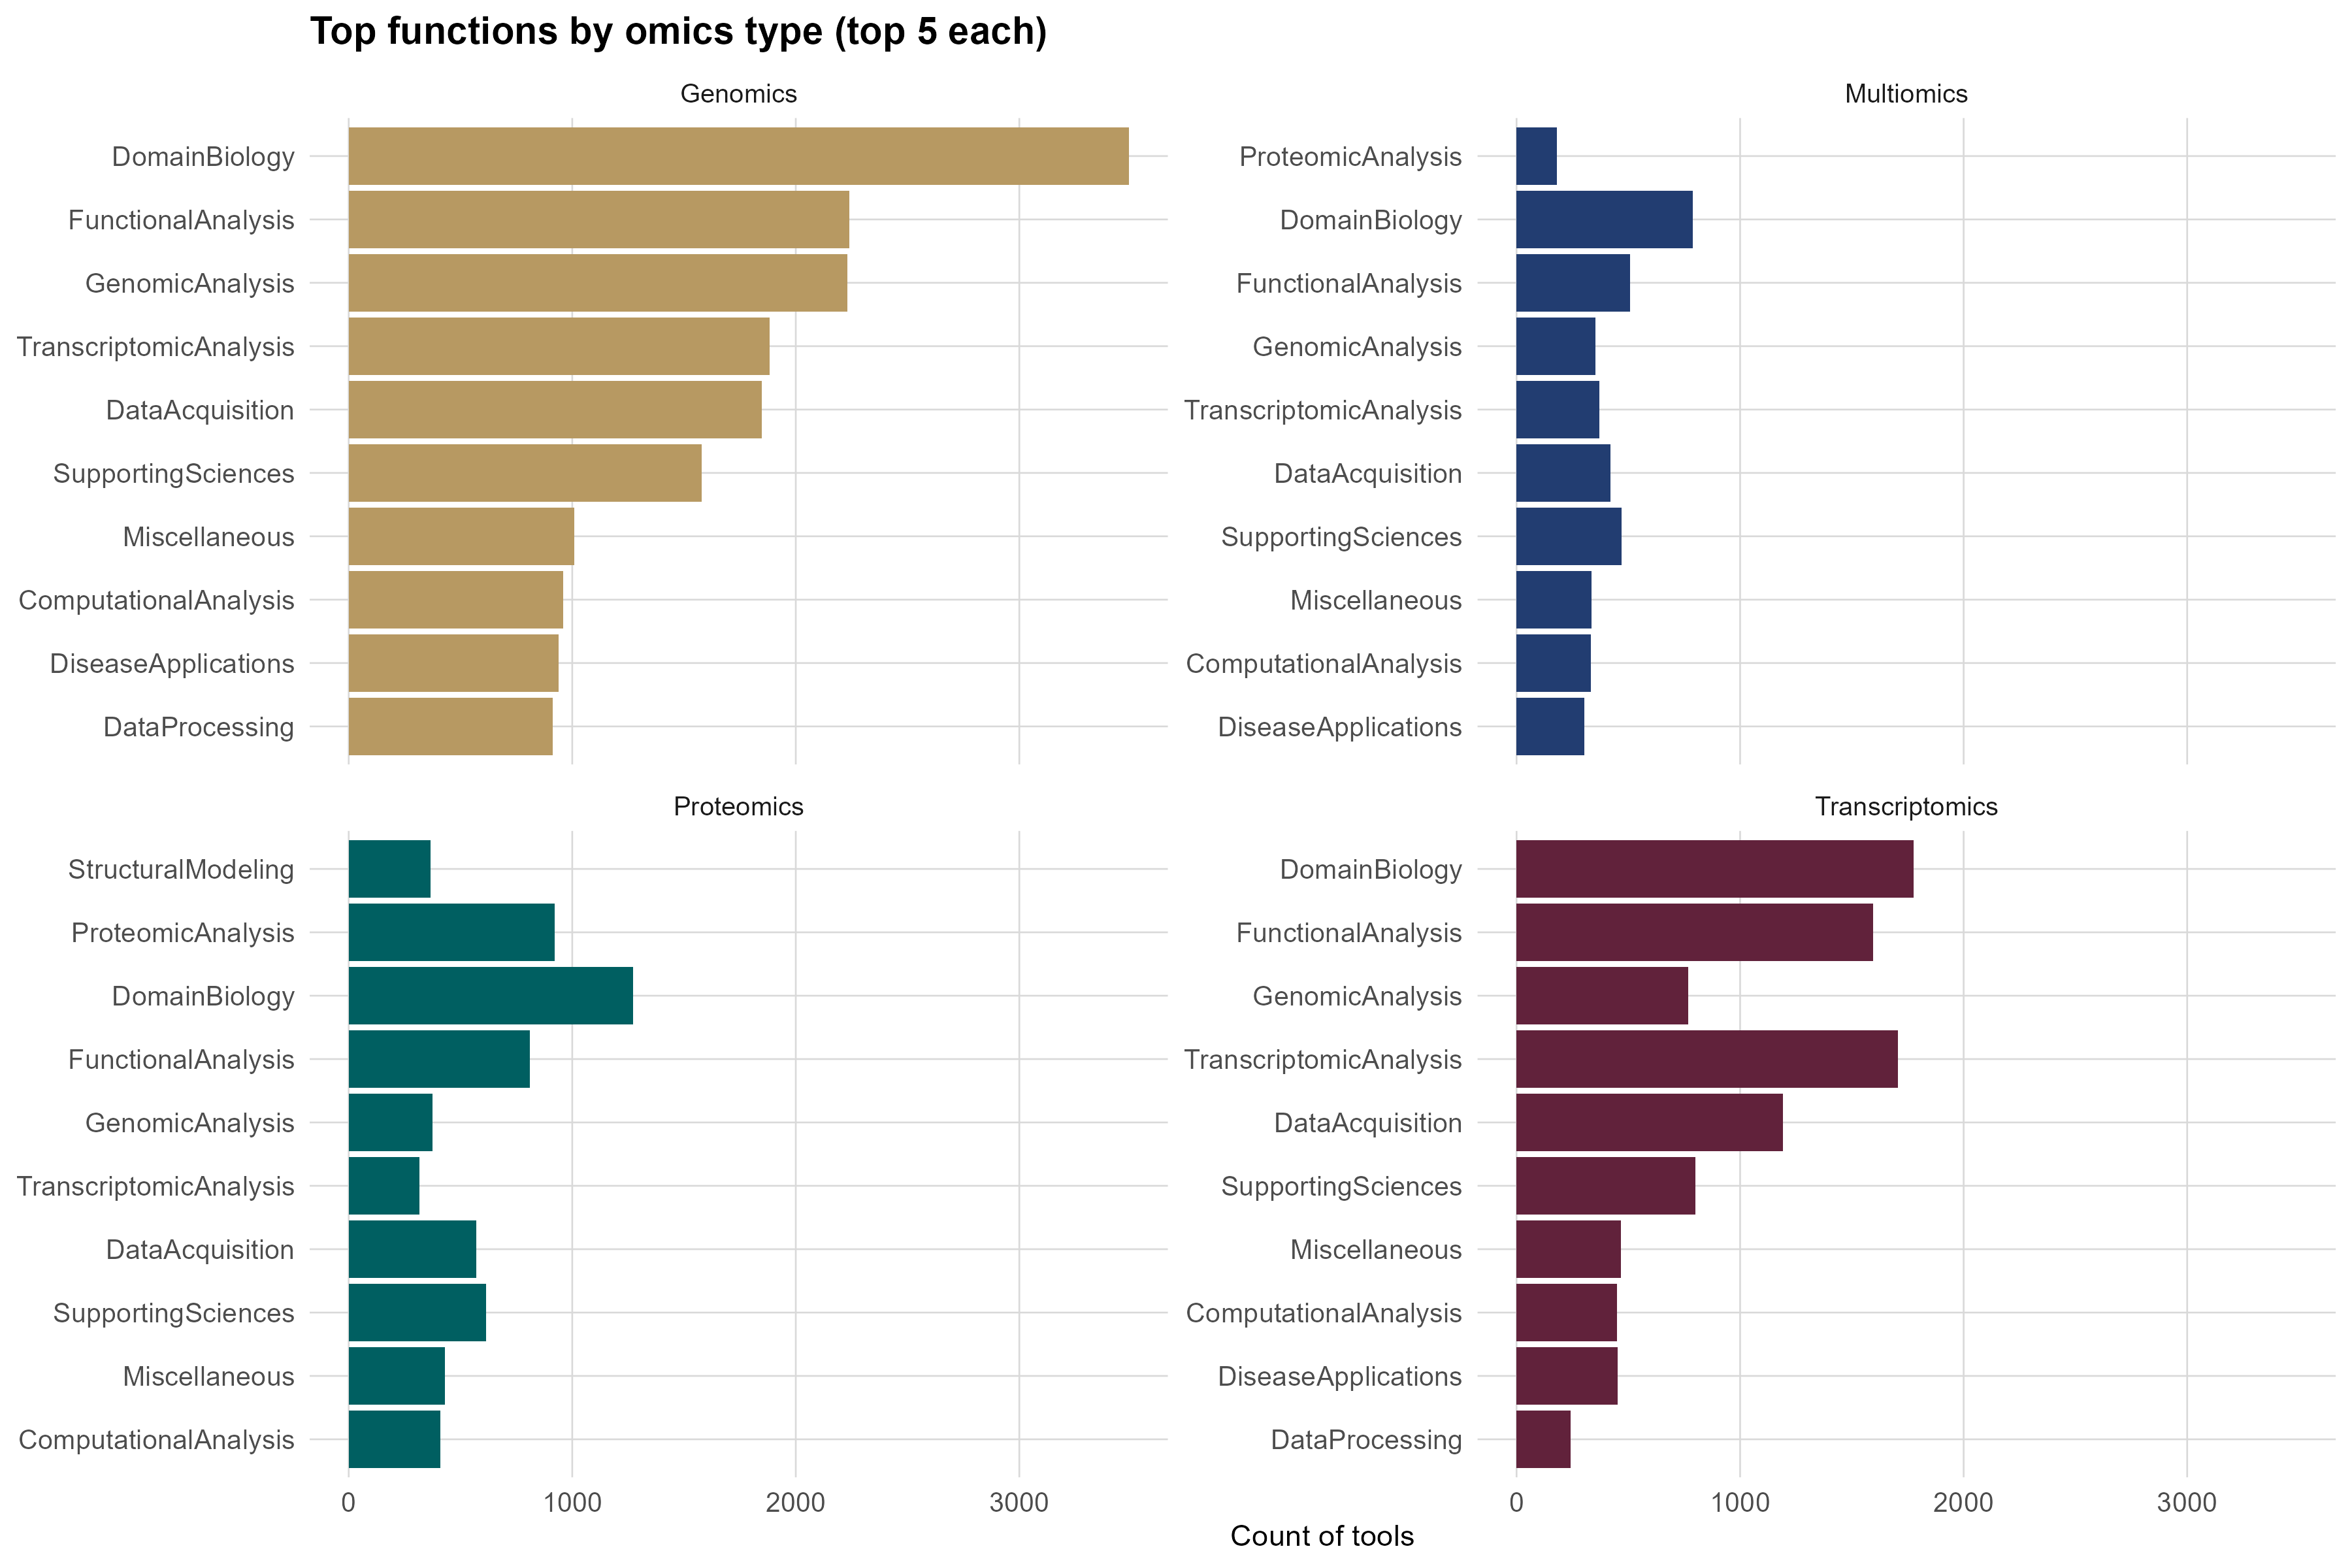 Top functions by omics type (top 5 each)
Genomics
DomainBiology
FunctionalAnalysis
GenomicAnalysis
TranscriptomicAnalysis
DataAcquisition
SupportingSciences
Miscellaneous
ComputationalAnalysis
DiseaseApplications
DataProcessing
Multiomics
ProteomicAnalysis
DomainBiology
FunctionalAnalysis
GenomicAnalysis
TranscriptomicAnalysis
DataAcquisition
SupportingSciences
Miscellaneous
ComputationalAnalysis
DiseaseApplications
Proteomics
StructuralModeling
ProteomicAnalysis
DomainBiology
FunctionalAnalysis
GenomicAnalysis
TranscriptomicAnalysis
DataAcquisition
SupportingSciences
Miscellaneous
ComputationalAnalysis
0 1000 2000 3000
Transcriptomics
DomainBiology
FunctionalAnalysis
GenomicAnalysis
TranscriptomicAnalysis
DataAcquisition
SupportingSciences
Miscellaneous
ComputationalAnalysis
DiseaseApplications
DataProcessing
0 1000 2000 3000
Count of tools